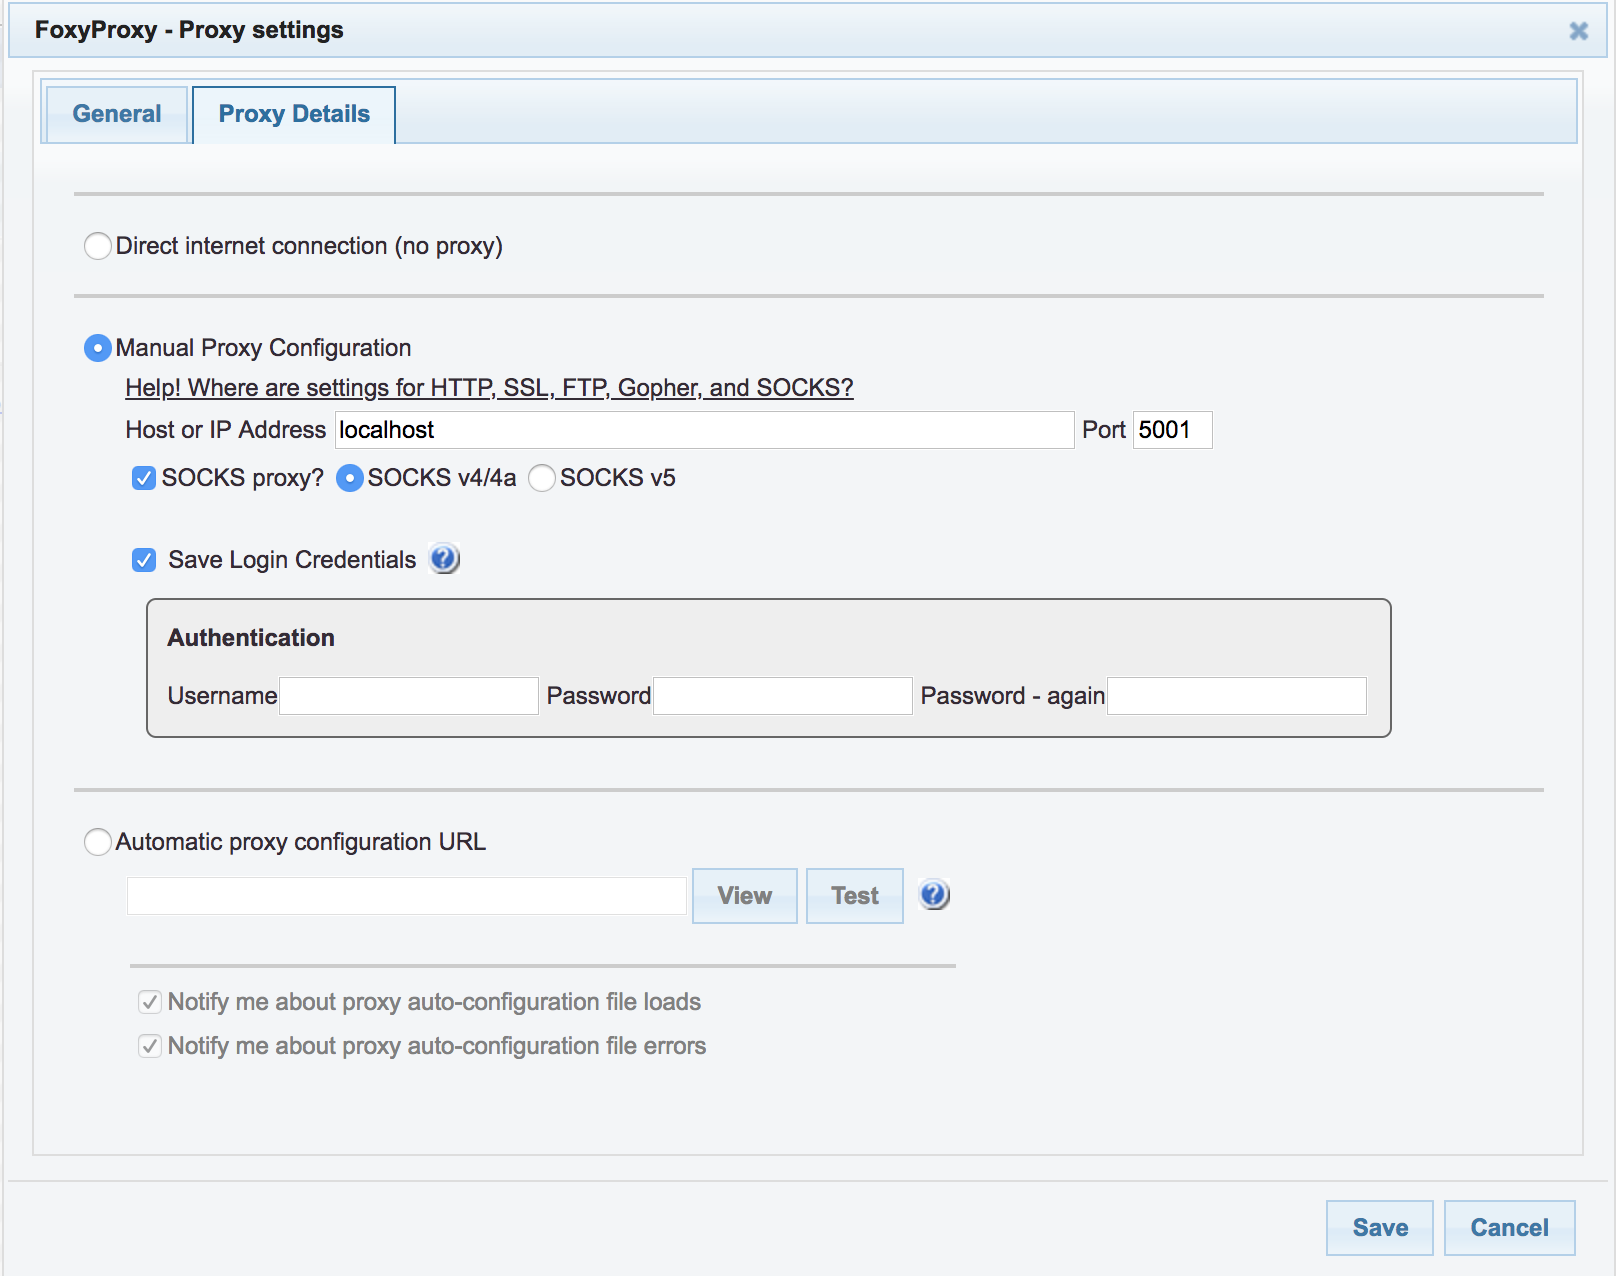 FoxyProxy - Proxy settings
General Proxy Details
Direct internet connection (no proxy)
Manual Proxy Configuration
Help! Where are settings for HTTP, SSL, FTP, Gopher, and SOCKS?
Host or IP Address localhost Port 5001
SOCKS proxy? SOCKS v4/4a SOCKS v5
Save Login Credentials ?
Authentication
Username Password Password - again
Automatic proxy configuration URL
View Test ?
Notify me about proxy auto-configuration file loads
Notify me about proxy auto-configuration file errors
Save Cancel